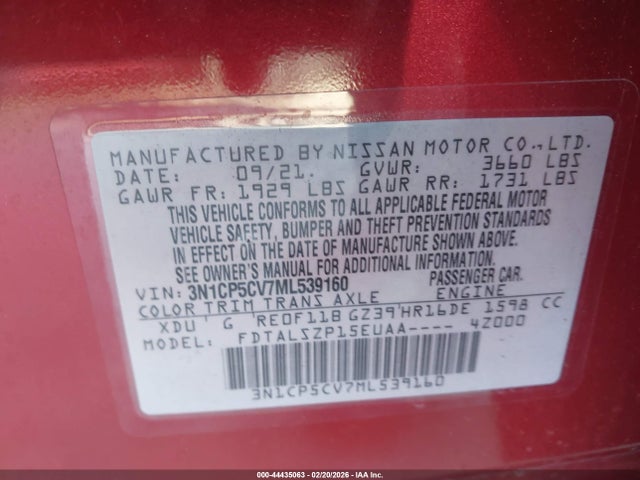 MANUFACTURED BY NISSAN MOTOR CO.,LTD.
DATE: 09/21. GVWR: 3660 LBS
GAWR FR: 1929 LBS GAWR RR: 1731 LBS
THIS VEHICLE CONFORMS TO ALL APPLICABLE FEDERAL MOTOR
VEHICLE SAFETY, BUMPER AND THEFT PREVENTION STANDARDS
IN EFFECT ON THE DATE OF MANUFACTURE SHOWN ABOVE.
SEE OWNER'S MANUAL FOR ADDITIONAL INFORMATION.
VIN: 3N1CP5CV7ML539160 PASSENGER CAR.
COLOR TRIM TRANS AXLE ENGINE
XDU G RE0F11B GZ39 HR16DE 1598 CC
MODEL: FDTALSZP15EUAA---- 4Z000
3N1CP5CV7ML539160
000-44435063 - 02/20/2026 - IAA Inc.